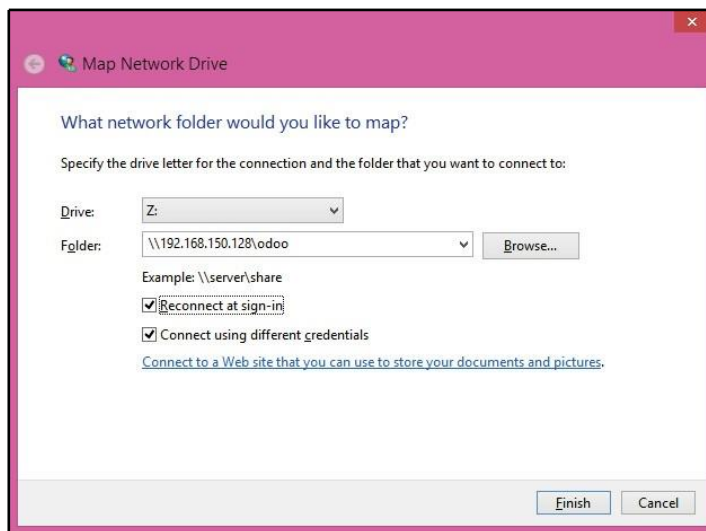 Map Network Drive
What network folder would you like to map?
Specify the drive letter for the connection and the folder that you want to connect to:
Drive: Z:
Folder: \\192.168.150.128\odoo Browse...
Example: \\server\share
Reconnect at sign-in
Connect using different credentials
Connect to a Web site that you can use to store your documents and pictures.
Finish Cancel